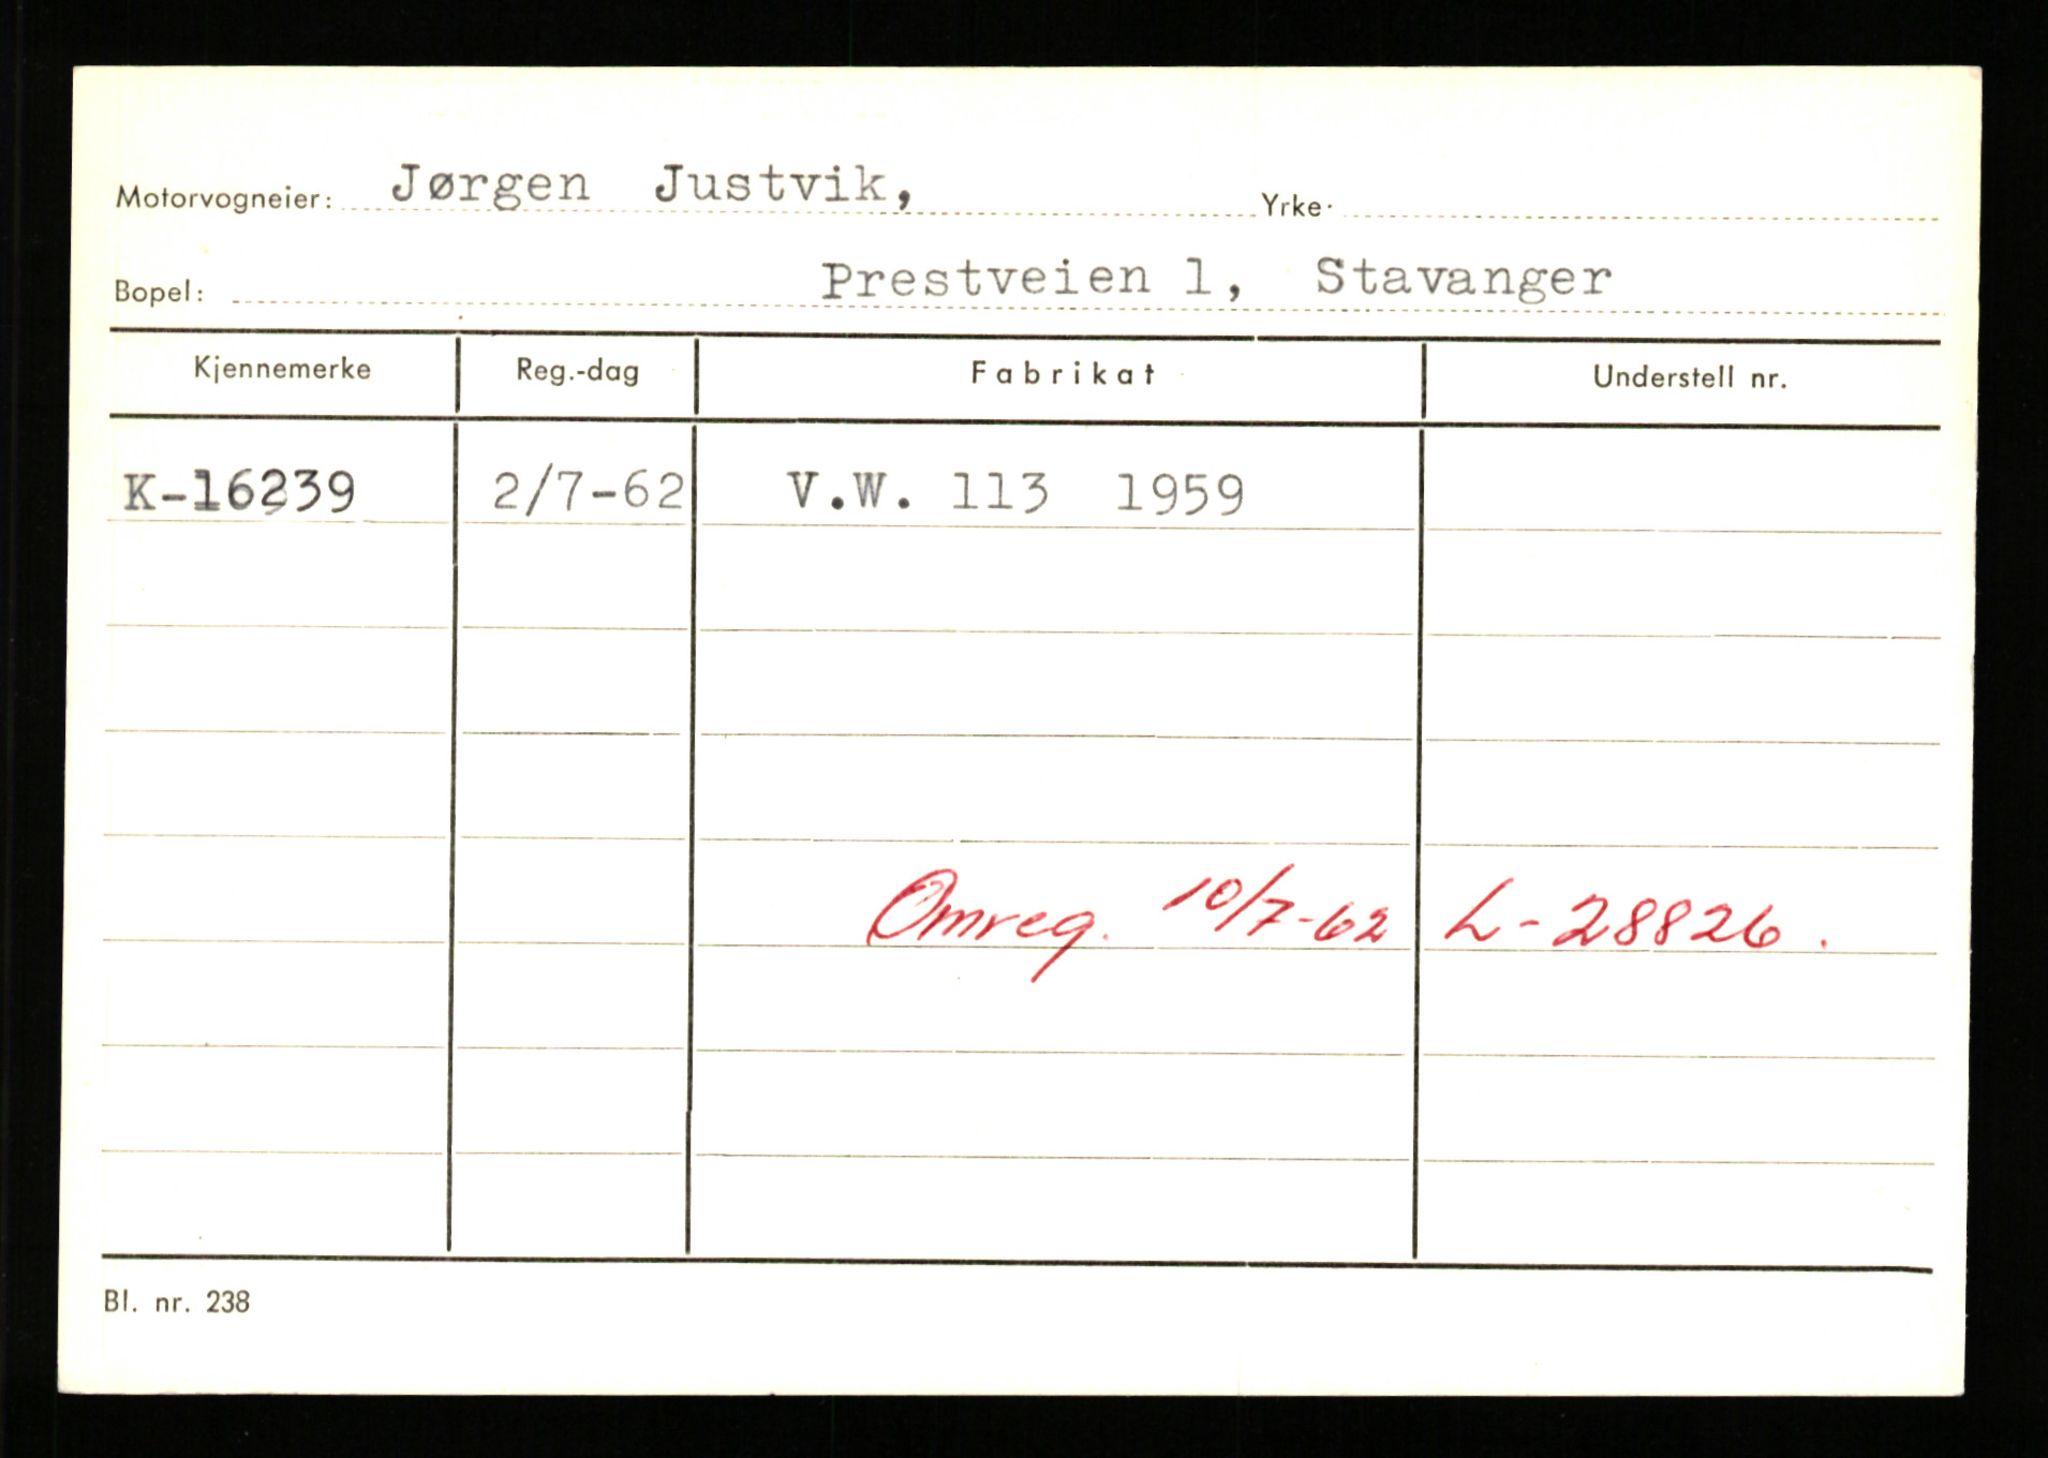 Motorvogneier: Jørgen Justvik, Yrke·
Bopel: Prestveien 1, Stavanger
Kjennemerke Reg.-dag Fabrikat Understell nr.
K-16239 2/7-62 V.W. 113 1959
Omreg. 10/7-62 L-28826.
Bl. nr. 238